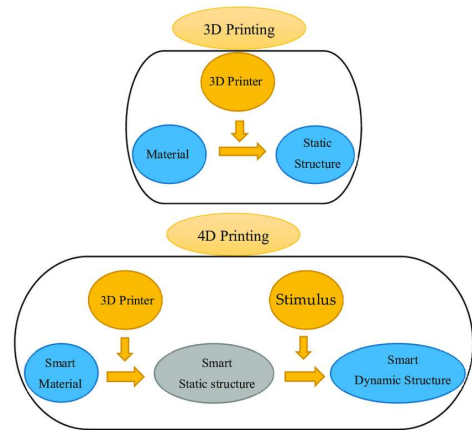 3D Printing
3D Printer
Material
Static
Structure
4D Printing
3D Printer
Stimulus
Smart
Material
Smart
Static structure
Smart
Dynamic Structure